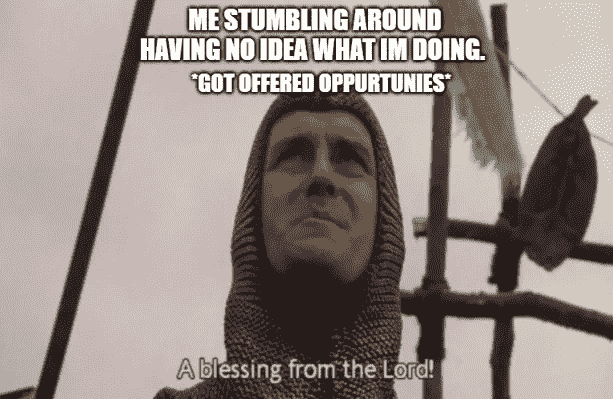 ME STUMBLING AROUND
HAVING NO IDEA WHAT IM DOING.
*GOT OFFERED OPPURTUNIES*
A blessing from the Lord!